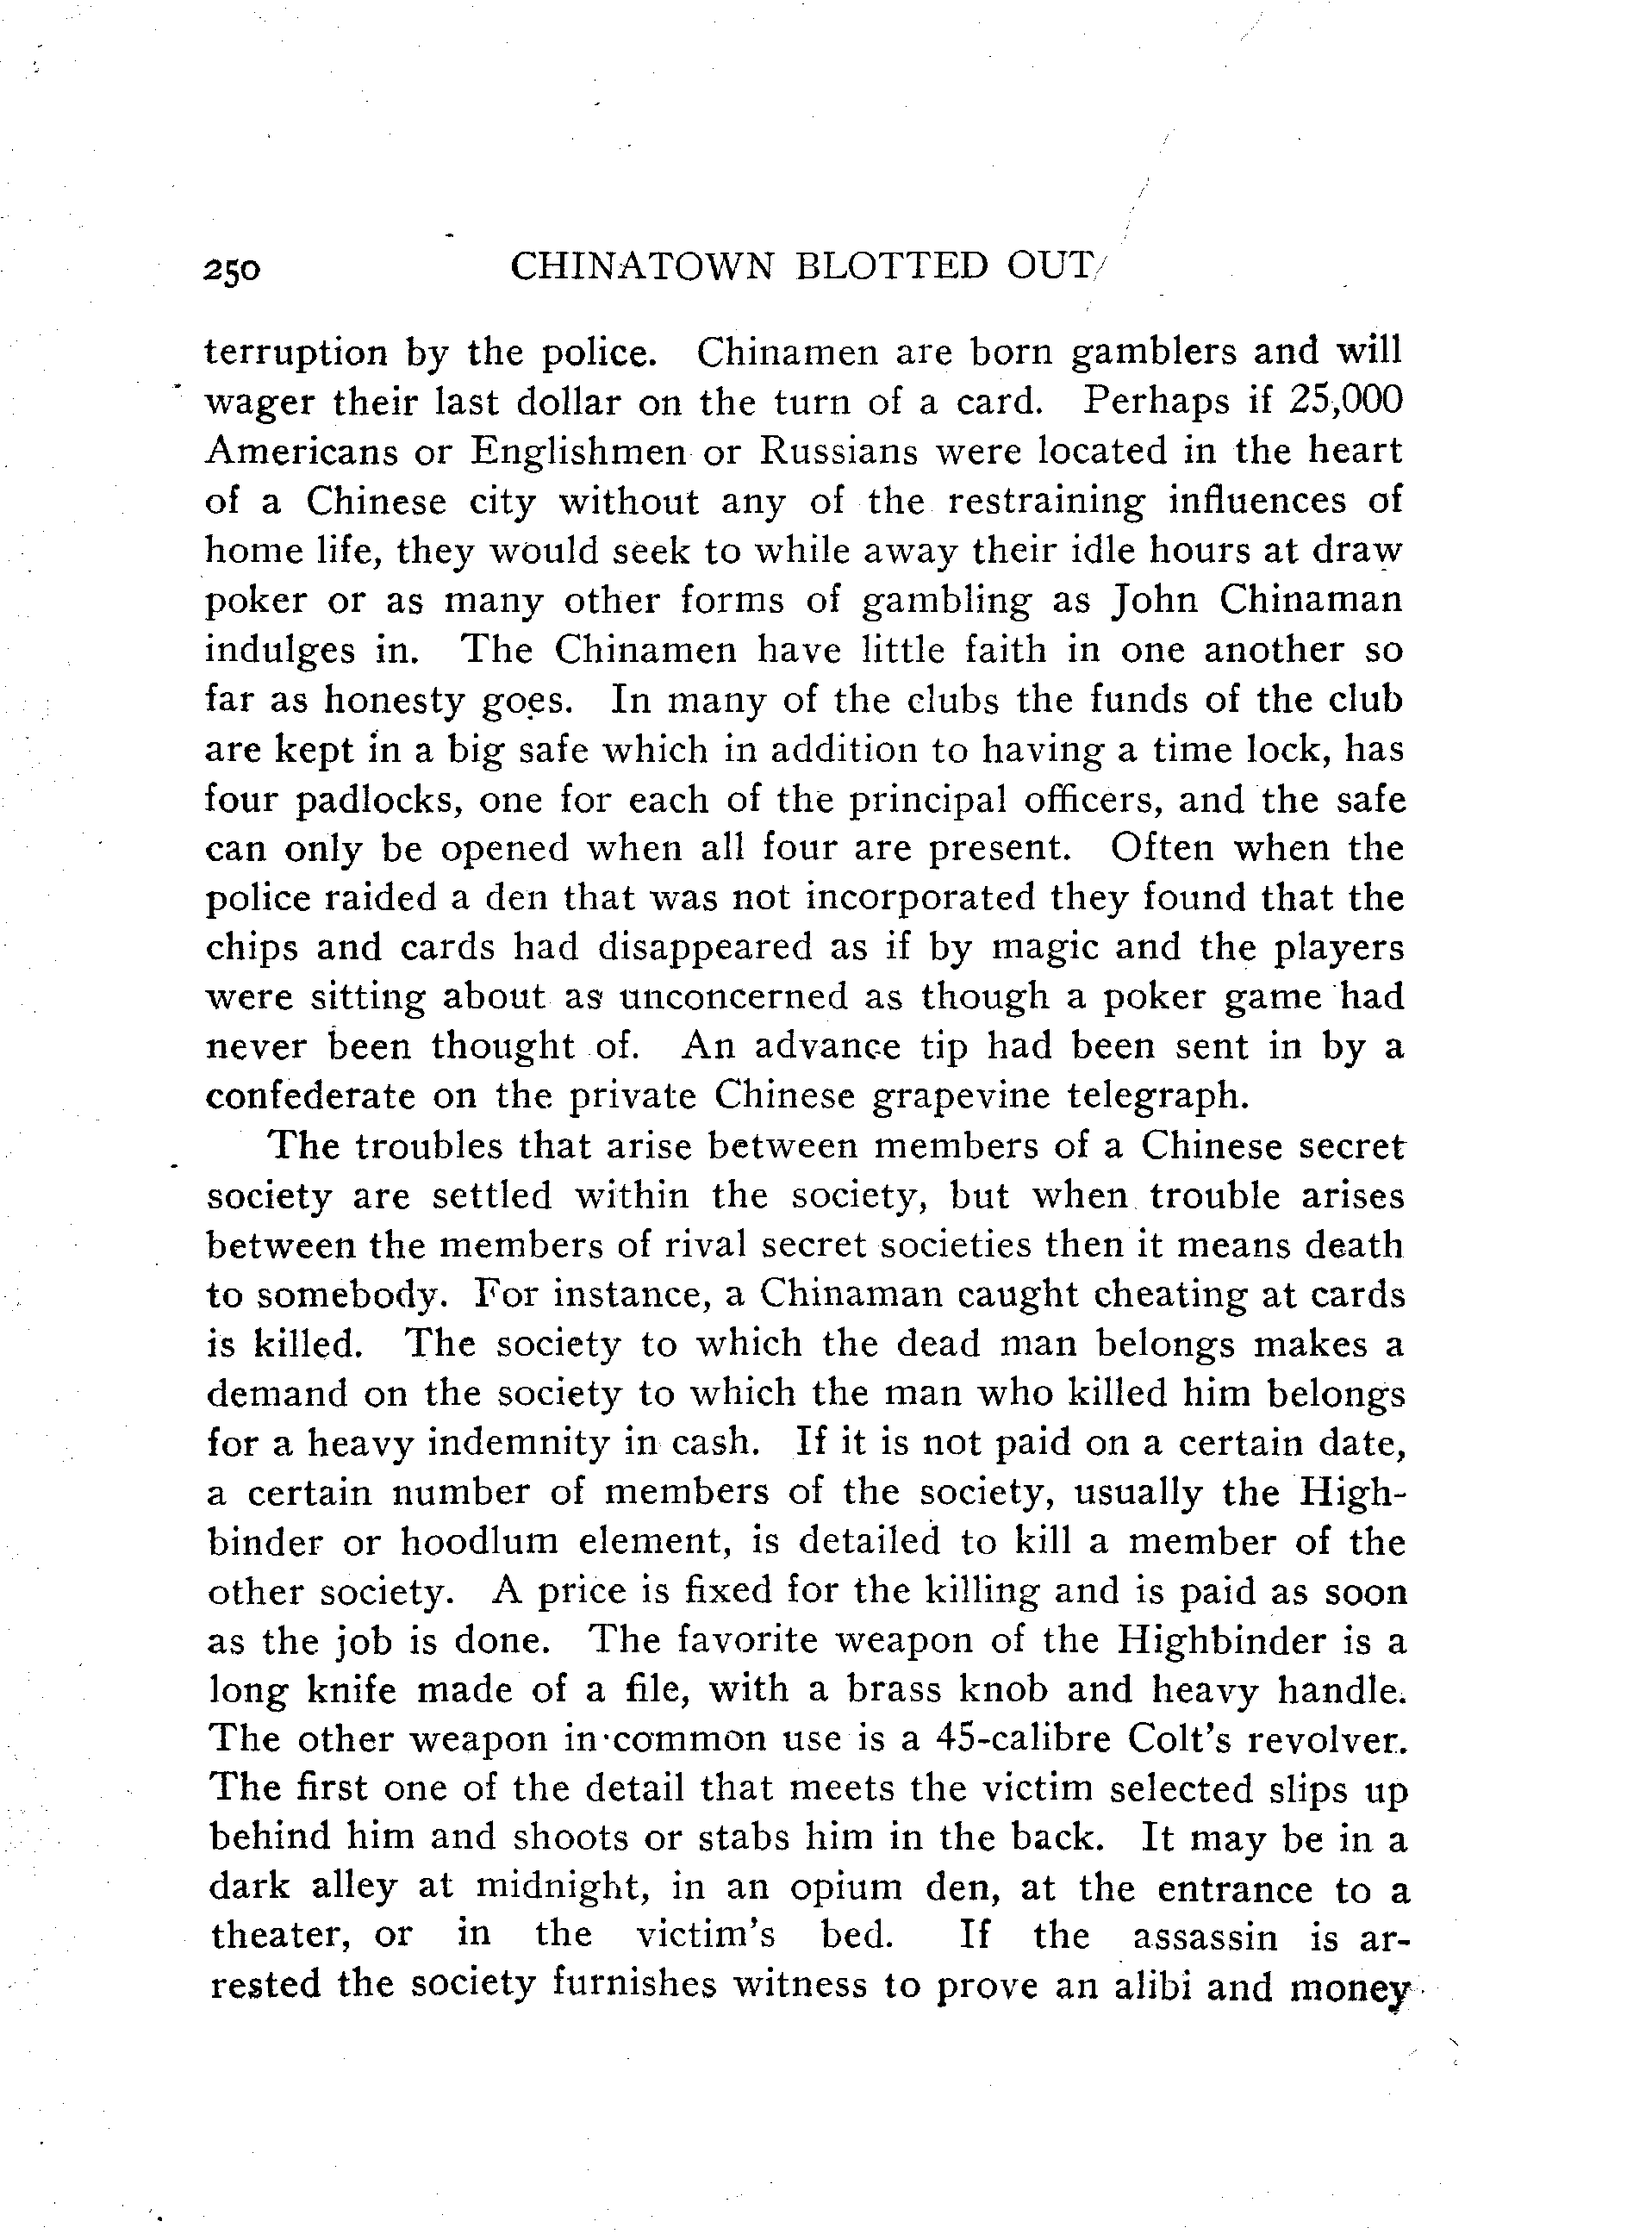 250 CHINATOWN BLOTTED OUT
terruption by the police. Chinamen are born gamblers and will
wager their last dollar on the turn of a card. Perhaps if 25,000
Americans or Englishmen or Russians were located in the heart
of a Chinese city without any of the restraining influences of
home life, they would seek to while away their idle hours at draw
poker or as many other forms of gambling as John Chinaman
indulges in. The Chinamen have little faith in one another so
far as honesty goes. In many of the clubs the funds of the club
are kept in a big safe which in addition to having a time lock, has
four padlocks, one for each of the principal officers, and the safe
can only be opened when all four are present. Often when the
police raided a den that was not incorporated they found that the
chips and cards had disappeared as if by magic and the players
were sitting about as unconcerned as though a poker game had
never been thought of. An advance tip had been sent in by a
confederate on the private Chinese grapevine telegraph.
The troubles that arise between members of a Chinese secret
society are settled within the society, but when trouble arises
between the members of rival secret societies then it means death
to somebody. For instance, a Chinaman caught cheating at cards
is killed. The society to which the dead man belongs makes a
demand on the society to which the man who killed him belongs
for a heavy indemnity in cash. If it is not paid on a certain date,
a certain number of members of the society, usually the High-
binder or hoodlum element, is detailed to kill a member of the
other society. A price is fixed for the killing and is paid as soon
as the job is done. The favorite weapon of the Highbinder is a
long knife made of a file, with a brass knob and heavy handle.
The other weapon in common use is a 45-calibre Colt's revolver.
The first one of the detail that meets the victim selected slips up
behind him and shoots or stabs him in the back. It may be in a
dark alley at midnight, in an opium den, at the entrance to a
theater, or in the victim's bed. If the assassin is ar-
rested the society furnishes witness to prove an alibi and money